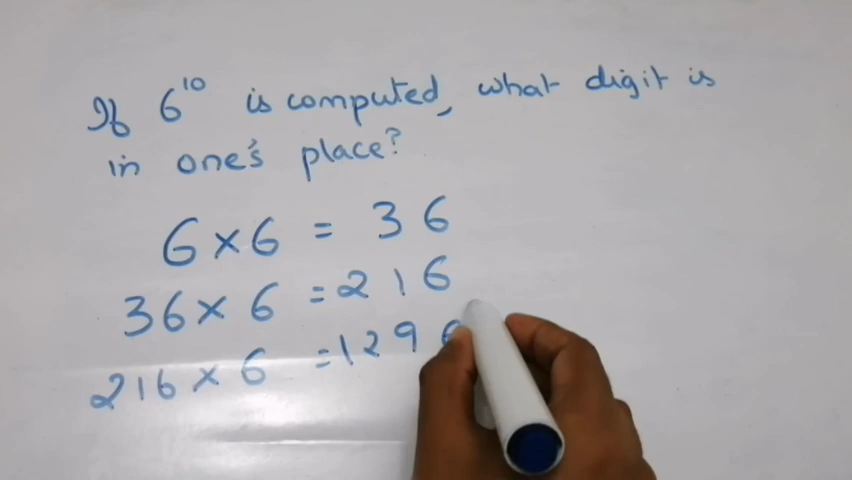 If 6¹⁰ is computed, what digit is
in one's place?
6 × 6 = 36
36 × 6 = 216
216 × 6 = 1296